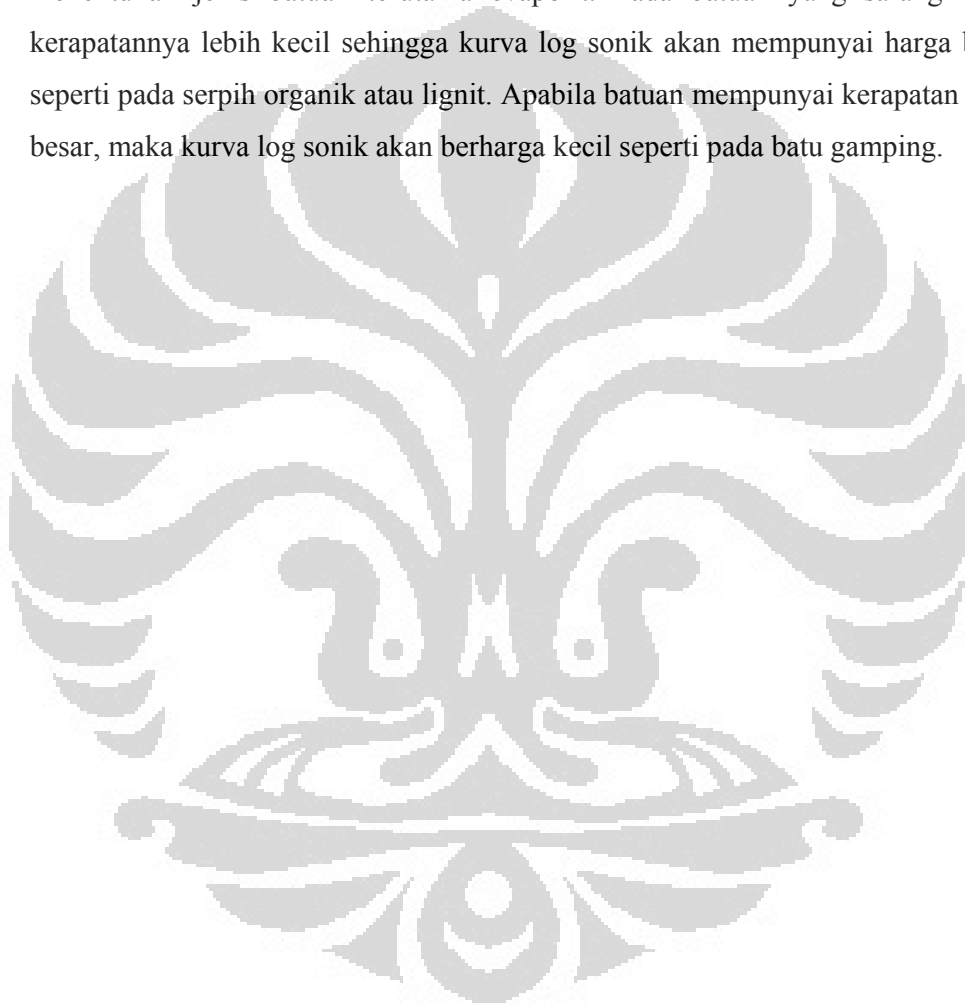 kerapatannya lebih kecil sehingga kurva log sonik akan mempunyai harga
seperti pada serpih organik atau lignit. Apabila batuan mempunyai kerapatan
besar, maka kurva log sonik akan berharga kecil seperti pada batu gamping.